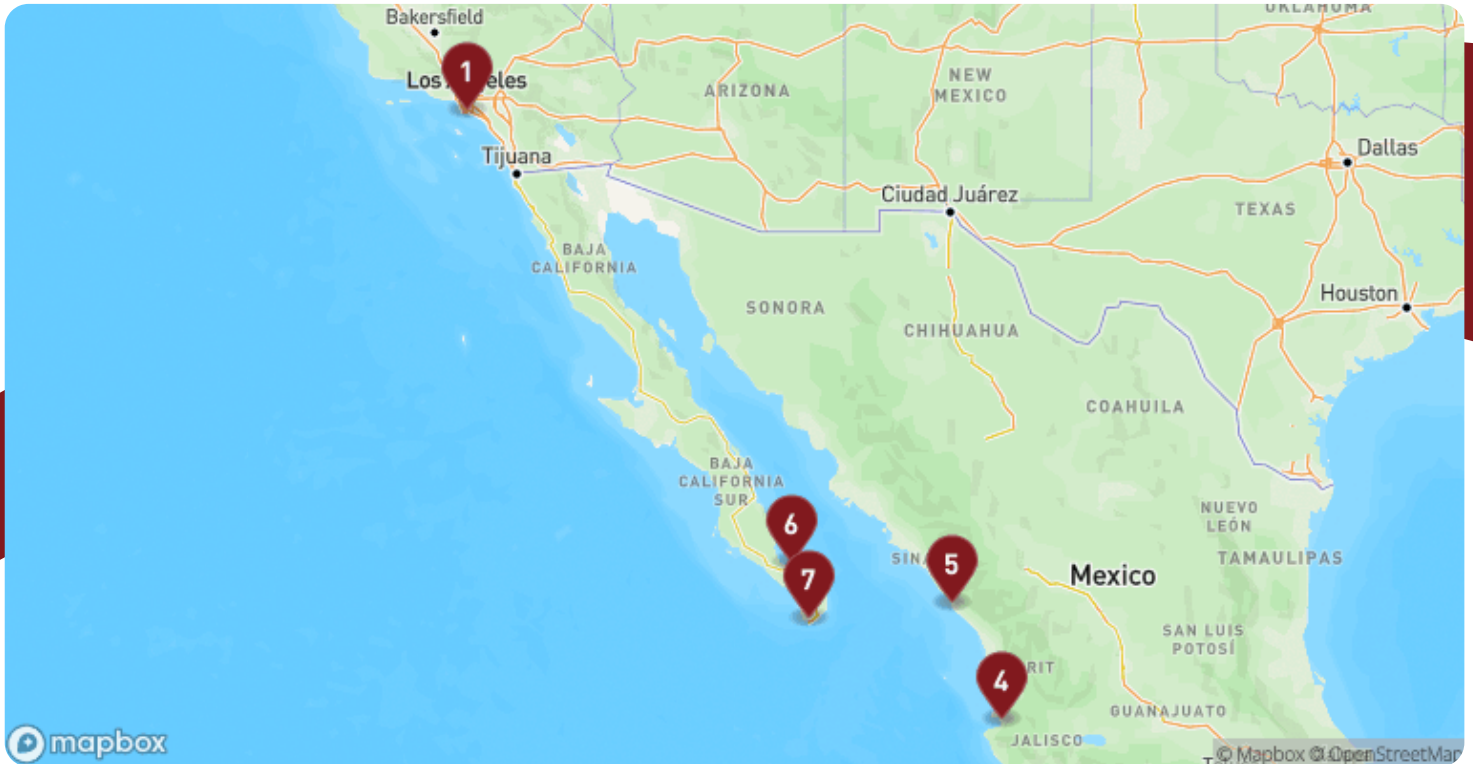 Bakersfield
OKLAHOMA
1
Los
eles
ARIZONA
NEW
MEXICO
Tijuana
Dallas
Ciudad Juárez
TEXAS
BAJA
CALIFORNIA
SONORA
Houston
CHIHUAHUA
COAHUILA
BAJA
CALIFORNIA
SUR
6
NUEVO
LEÓN
SIN
5
TAMAULIPAS
7
Mexico
SAN LUIS
POTOSÍ
4
RIT
GUANAJUATO
JALISCO
mapbox
© Mapbox © OpenStreetMap